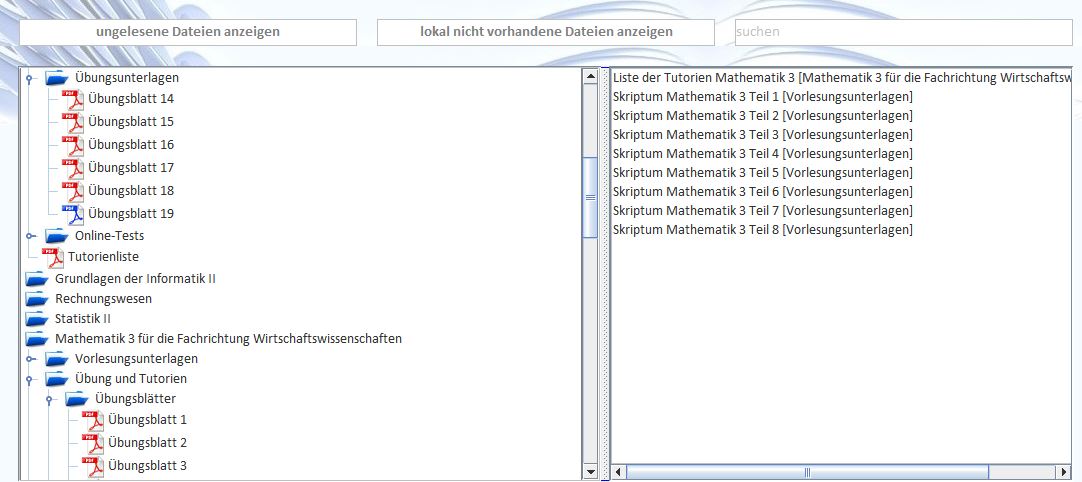 ungelesene Dateien anzeigen
lokal nicht vorhandene Dateien anzeigen
suchen
Übungsunterlagen
Übungsblatt 14
Übungsblatt 15
Übungsblatt 16
Übungsblatt 17
Übungsblatt 18
Übungsblatt 19
Online-Tests
Tutorienliste
Grundlagen der Informatik II
Rechnungswesen
Statistik II
Mathematik 3 für die Fachrichtung Wirtschaftswissenschaften
Vorlesungsunterlagen
Übung und Tutorien
Übungsblätter
Übungsblatt 1
Übungsblatt 2
Übungsblatt 3
Liste der Tutorien Mathematik 3 [Mathematik 3 für die Fachrichtung Wirtschaftsw
Skriptum Mathematik 3 Teil 1 [Vorlesungsunterlagen]
Skriptum Mathematik 3 Teil 2 [Vorlesungsunterlagen]
Skriptum Mathematik 3 Teil 3 [Vorlesungsunterlagen]
Skriptum Mathematik 3 Teil 4 [Vorlesungsunterlagen]
Skriptum Mathematik 3 Teil 5 [Vorlesungsunterlagen]
Skriptum Mathematik 3 Teil 6 [Vorlesungsunterlagen]
Skriptum Mathematik 3 Teil 7 [Vorlesungsunterlagen]
Skriptum Mathematik 3 Teil 8 [Vorlesungsunterlagen]